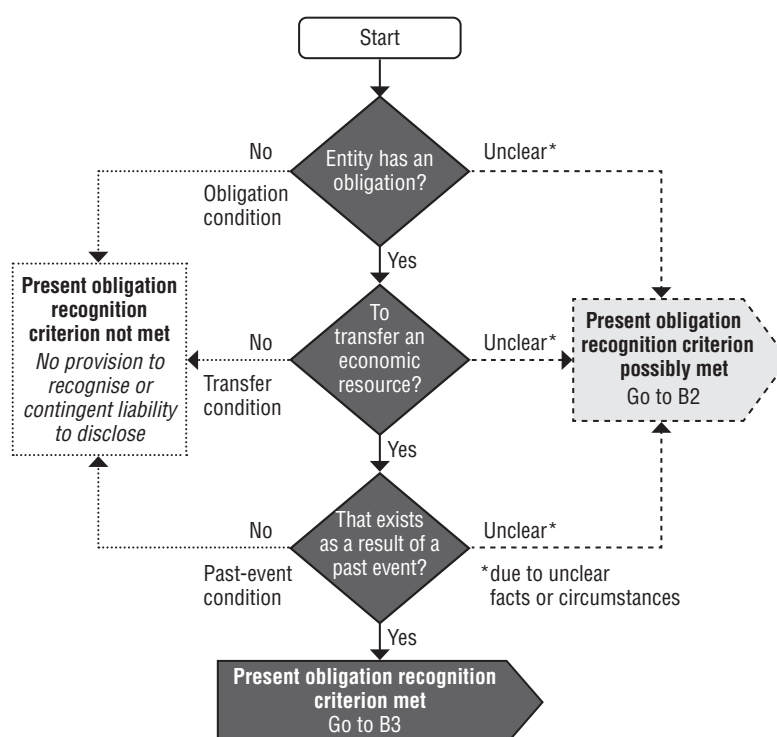 Start
Entity has an
obligation?
No
Obligation
condition
Unclear*
Yes
Present obligation
recognition
criterion not met
No provision to
recognise or
contingent liability
to disclose
To
transfer an
economic
resource?
No
Transfer
condition
Unclear*
Present obligation
recognition criterion
possibly met
Go to B2
Yes
That exists
as a result of a
past event?
No
Past-event
condition
Unclear*
*due to unclear
facts or circumstances
Yes
Present obligation recognition
criterion met
Go to B3